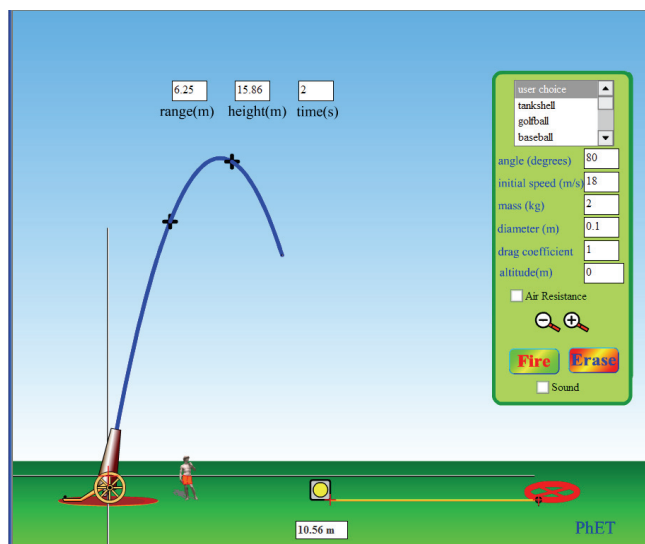 6.25 15.86 2
range(m) height(m) time(s)
user choice
tankshell
golfball
baseball
angle (degrees) 80
initial speed (m/s) 18
mass (kg) 2
diameter (m) 0.1
drag coefficient 1
altitude(m) 0
Air Resistance
Fire Erase
Sound
10.56 m
PhET